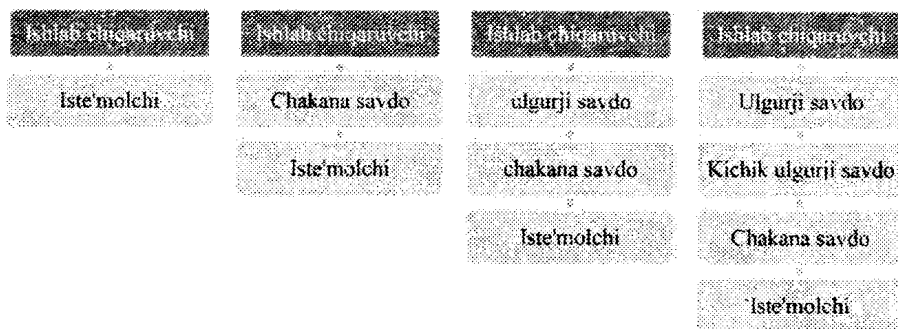 Ishlab chiqaruvchi
Iste'molchi
Ishlab chiqaruvchi
Chakana savdo
Iste'molchi
Ishlab chiqaruvchi
ulgurji savdo
chakana savdo
Iste'molchi
Ishlab chiqaruvchi
Ulgurji savdo
Kichik ulgurji savdo
Chakana savdo
Iste'molchi